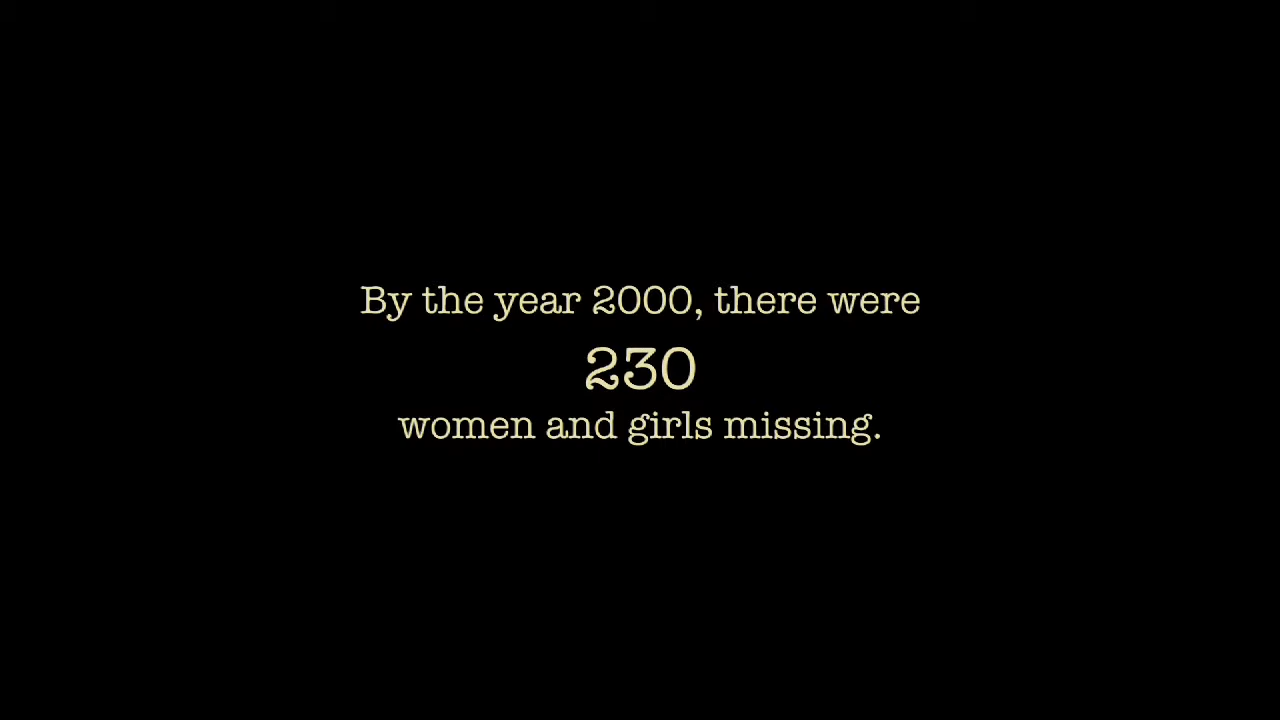 By the year 2000, there were
230
women and girls missing.